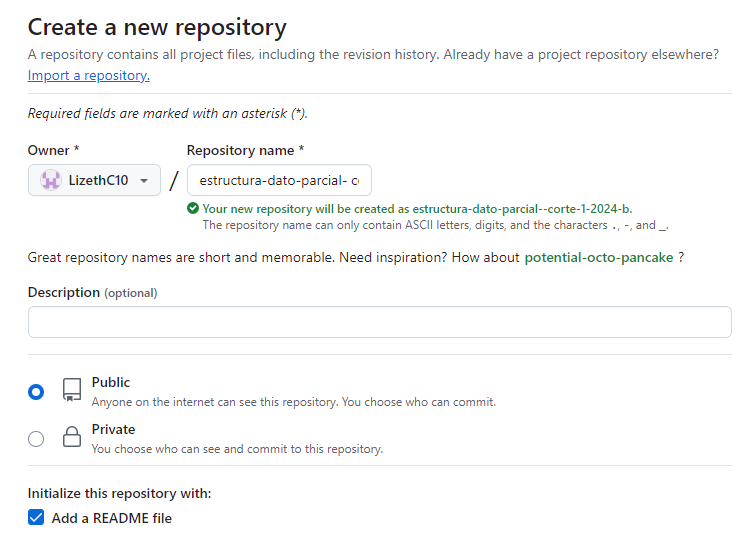 Create a new repository
A repository contains all project files, including the revision history. Already have a project repository elsewhere?
Import a repository.
Required fields are marked with an asterisk (*).
Owner * Repository name *
LizethC10 / estructura-dato-parcial- c
Your new repository will be created as estructura-dato-parcial--corte-1-2024-b.
The repository name can only contain ASCII letters, digits, and the characters ., -, and _.
Great repository names are short and memorable. Need inspiration? How about potential-octo-pancake ?
Description (optional)
Public
Anyone on the internet can see this repository. You choose who can commit.
Private
You choose who can see and commit to this repository.
Initialize this repository with:
Add a README file